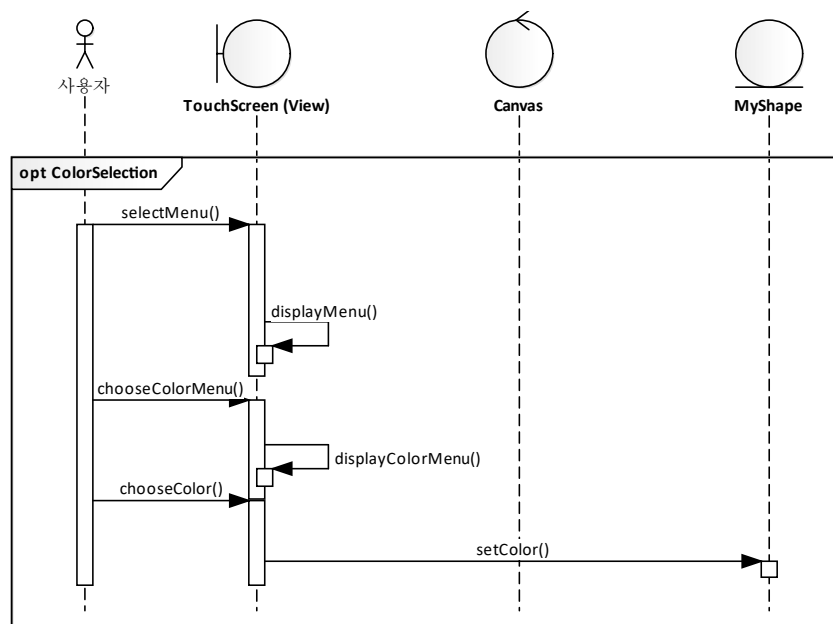 사용자
TouchScreen (View)
Canvas
MyShape
opt ColorSelection
selectMenu()
displayMenu()
chooseColorMenu()
displayColorMenu()
chooseColor()
setColor()